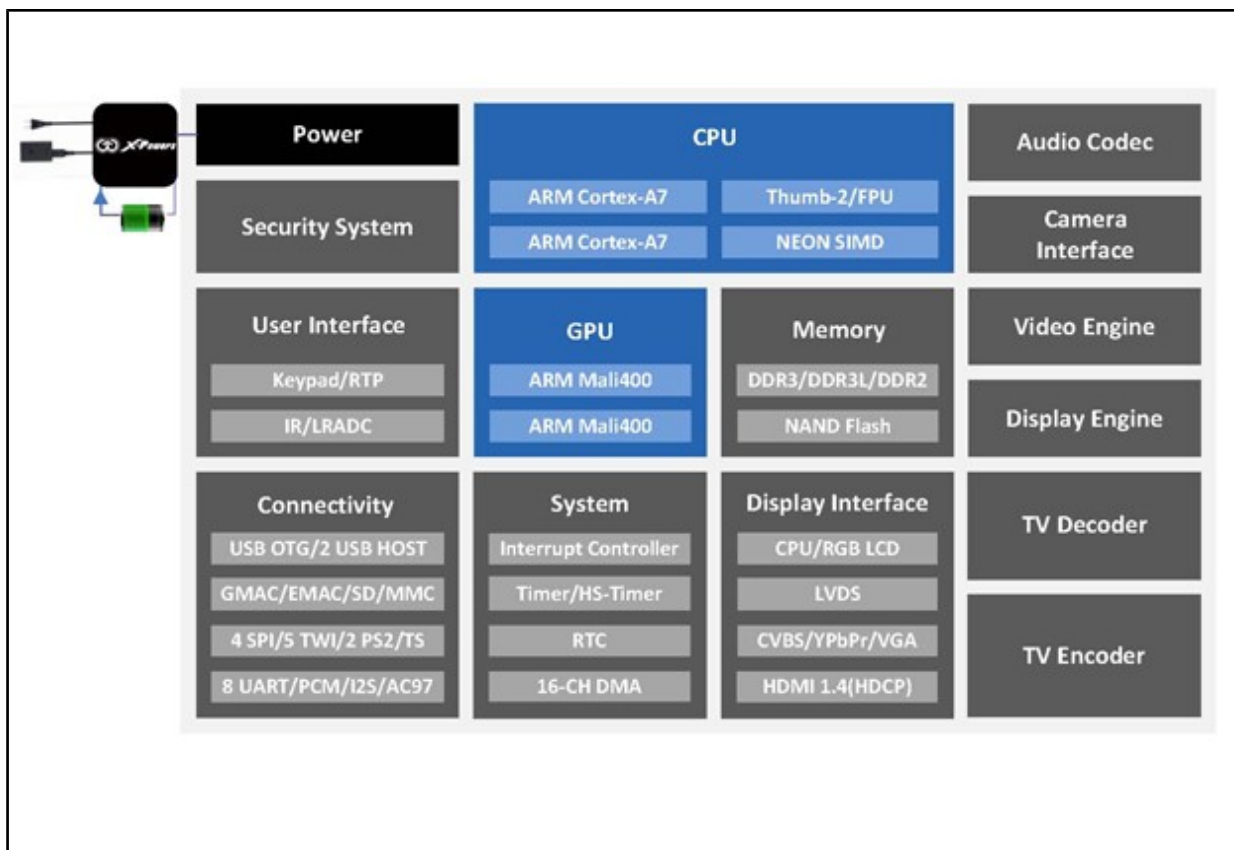 XPowers
Power
Security System
CPU
ARM Cortex-A7
Thumb-2/FPU
ARM Cortex-A7
NEON SIMD
Audio Codec
Camera
Interface
User Interface
Keypad/RTP
IR/LRADC
GPU
ARM Mali400
ARM Mali400
Memory
DDR3/DDR3L/DDR2
NAND Flash
Video Engine
Display Engine
Connectivity
USB OTG/2 USB HOST
GMAC/EMAC/SD/MMC
4 SPI/5 TWI/2 PS2/TS
8 UART/PCM/I2S/AC97
System
Interrupt Controller
Timer/HS-Timer
RTC
16-CH DMA
Display Interface
CPU/RGB LCD
LVDS
CVBS/YPbPr/VGA
HDMI 1.4(HDCP)
TV Decoder
TV Encoder